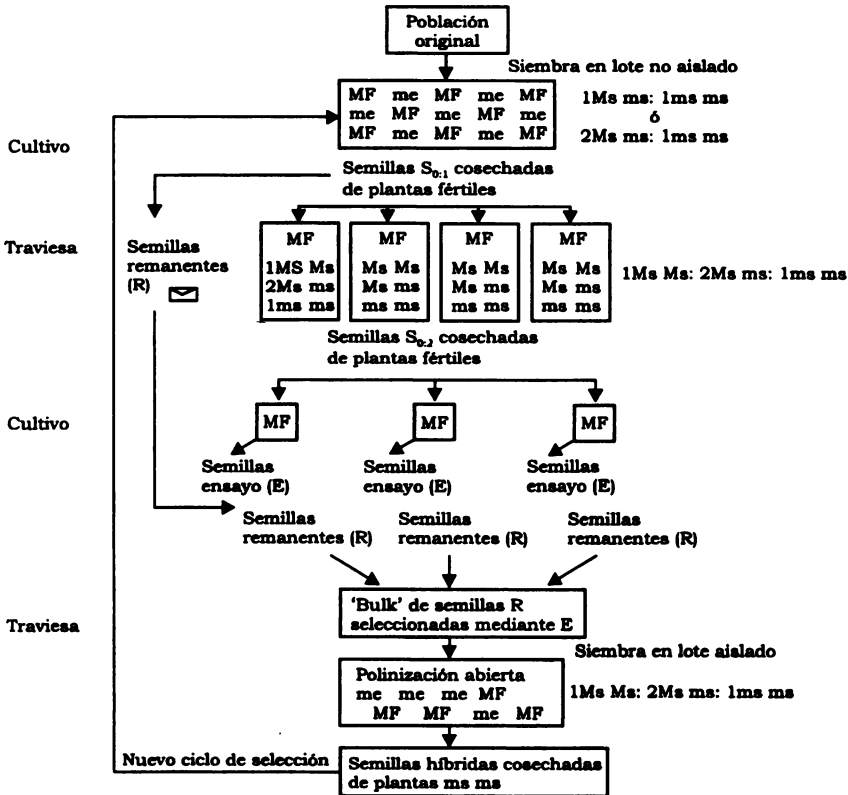 Población
original
Siembra en lote no aislado
MF me MF me MF
me MF me MF me
MF me MF me MF
1Ms ms: 1ms ms
ó
2Ms ms: 1ms ms
Cultivo
Semillas S0:1 cosechadas
de plantas fértiles
Traviesa
Semillas
remanentes
(R)
MF
1MS Ms
2Ms ms
1ms ms
MF
Ms Ms
Ms ms
ms ms
MF
Ms Ms
Ms ms
ms ms
MF
Ms Ms
Ms ms
ms ms
1Ms Ms: 2Ms ms: 1ms ms
Semillas S0:2 cosechadas
de plantas fértiles
Cultivo
MF
MF
MF
Semillas
ensayo (E)
Semillas
ensayo (E)
Semillas
ensayo (E)
Semillas
remanentes (R)
Semillas
remanentes (R)
Semillas
remanentes (R)
Traviesa
'Bulk' de semillas R
seleccionadas mediante E
Siembra en lote aislado
Polinización abierta
me me me MF
MF MF me MF
1Ms Ms: 2Ms ms: 1ms ms
Nuevo ciclo de selección
Semillas híbridas cosechadas
de plantas ms ms